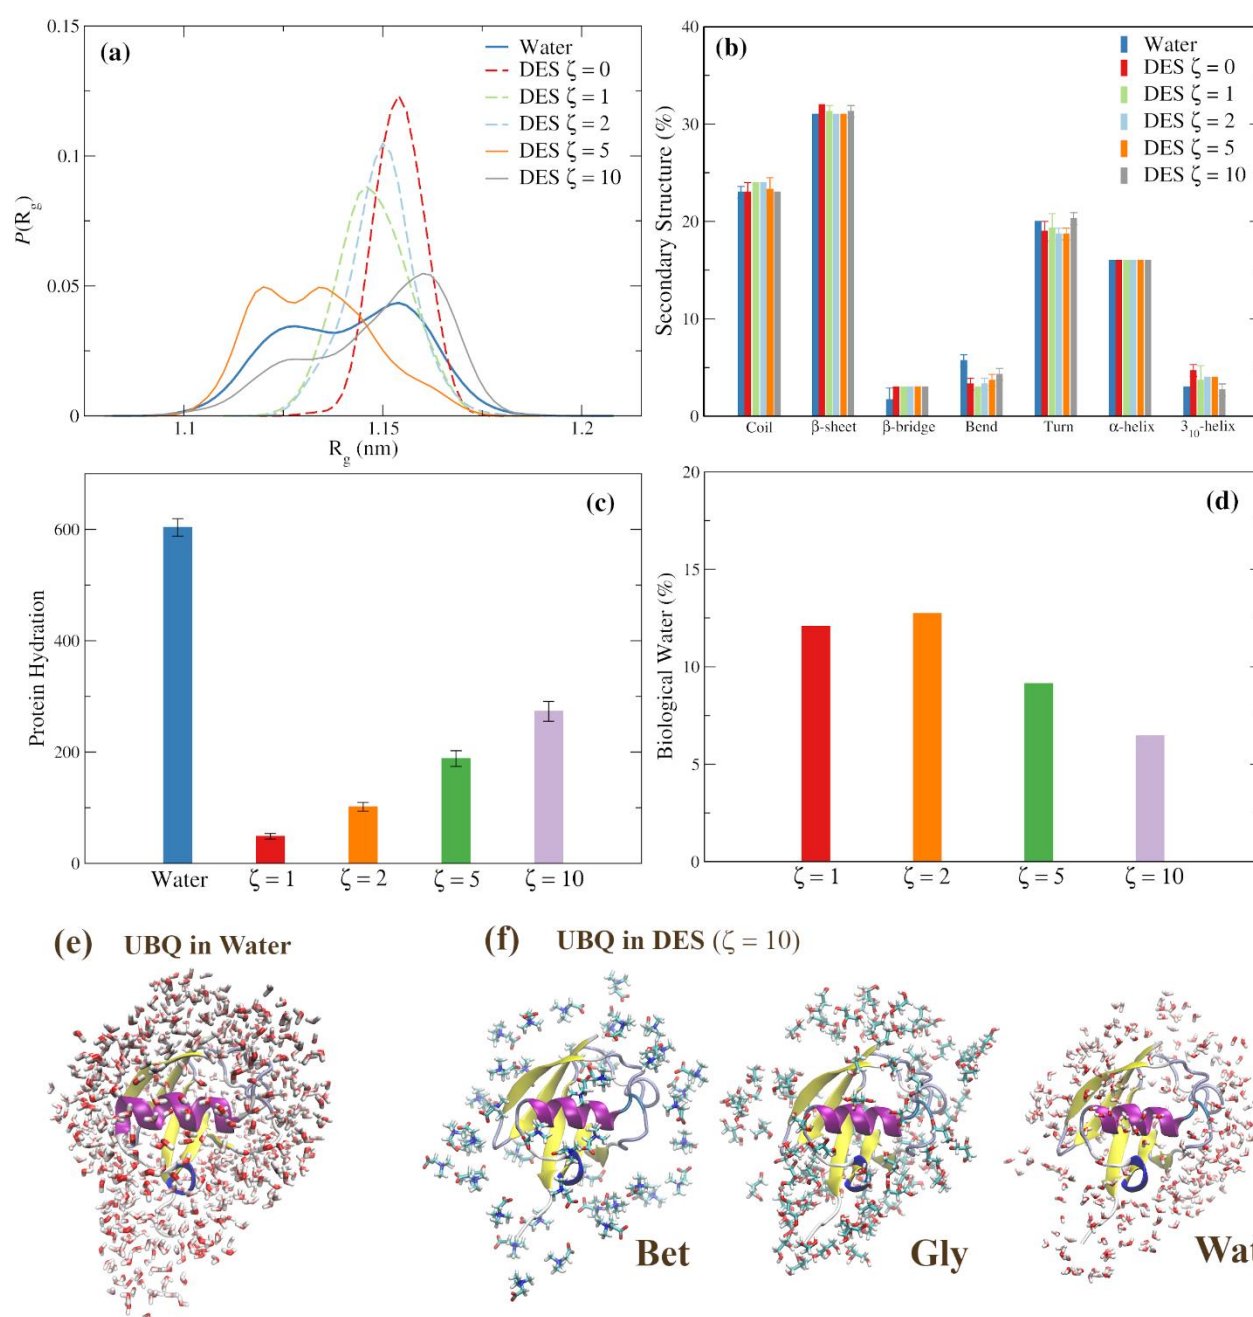 (a)
Water
DES ζ = 0
DES ζ = 1
DES ζ = 2
DES ζ = 5
DES ζ = 10
0.15
0.1
0.05
0
P(R_g)
1.1
1.15
1.2
R_g (nm)
(b)
Water
DES ζ = 0
DES ζ = 1
DES ζ = 2
DES ζ = 5
DES ζ = 10
40
30
20
10
0
Secondary Structure (%)
Coil
β-sheet
β-bridge
Bend
Turn
α-helix
3₁₀-helix
(c)
600
400
200
0
Protein Hydration
Water
ζ = 1
ζ = 2
ζ = 5
ζ = 10
(d)
20
15
10
5
0
Biological Water (%)
ζ = 1
ζ = 2
ζ = 5
ζ = 10
(e) UBQ in Water
(f) UBQ in DES (ζ = 10)
Bet
Gly
Wat